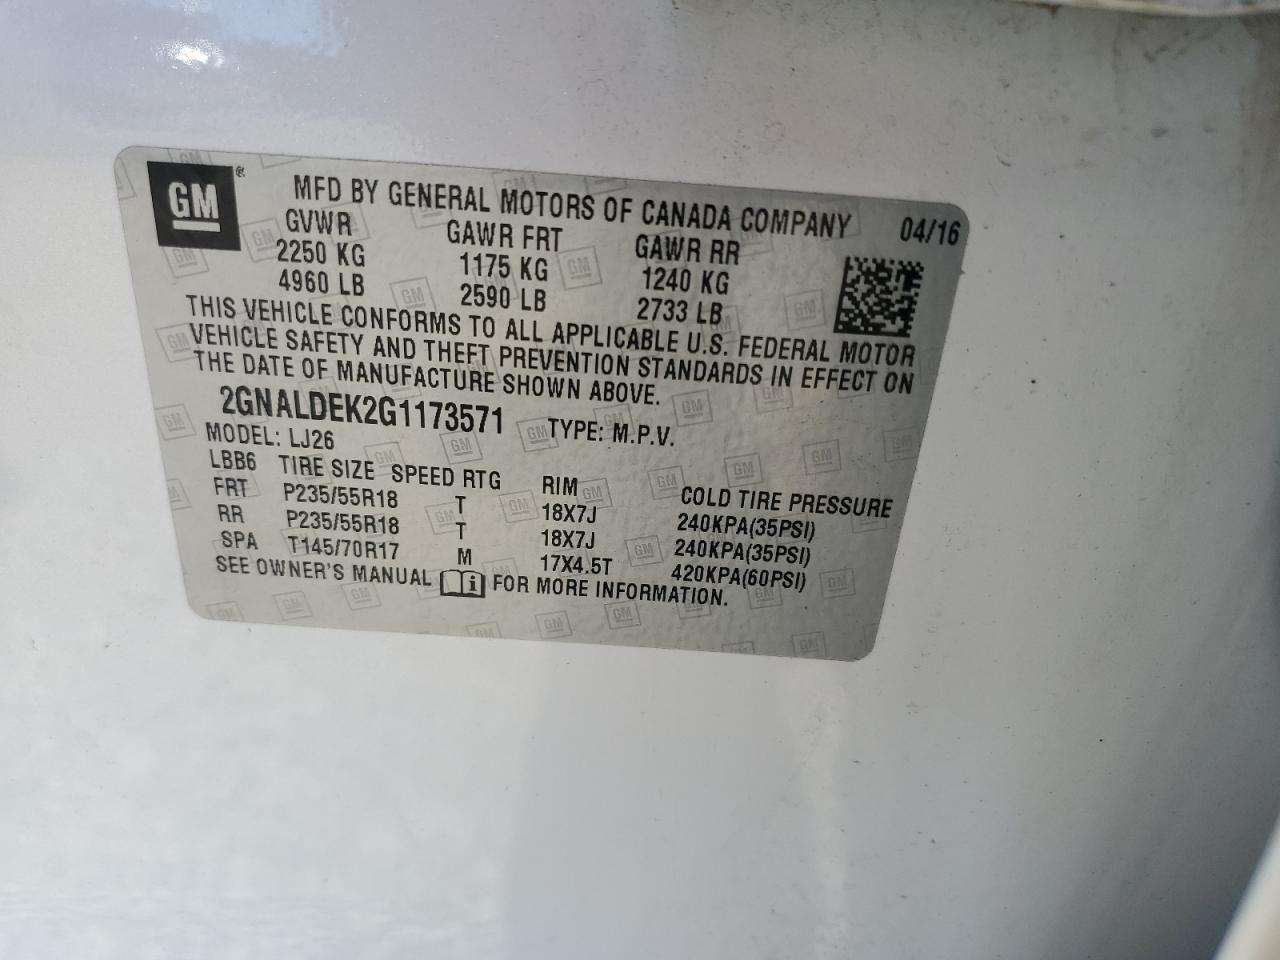 GM ®
MFD BY GENERAL MOTORS OF CANADA COMPANY 04/16
GVWR GAWR FRT GAWR RR
2250 KG 1175 KG 1240 KG
4960 LB 2590 LB 2733 LB
THIS VEHICLE CONFORMS TO ALL APPLICABLE U.S. FEDERAL MOTOR
VEHICLE SAFETY AND THEFT PREVENTION STANDARDS IN EFFECT ON
THE DATE OF MANUFACTURE SHOWN ABOVE.
2GNALDEK2G1173571 TYPE: M.P.V.
MODEL: LJ26
LBB6 TIRE SIZE SPEED RTG RIM COLD TIRE PRESSURE
FRT P235/55R18 T 18X7J 240KPA(35PSI)
RR P235/55R18 T 18X7J 240KPA(35PSI)
SPA T145/70R17 M 17X4.5T 420KPA(60PSI)
SEE OWNER'S MANUAL i FOR MORE INFORMATION.